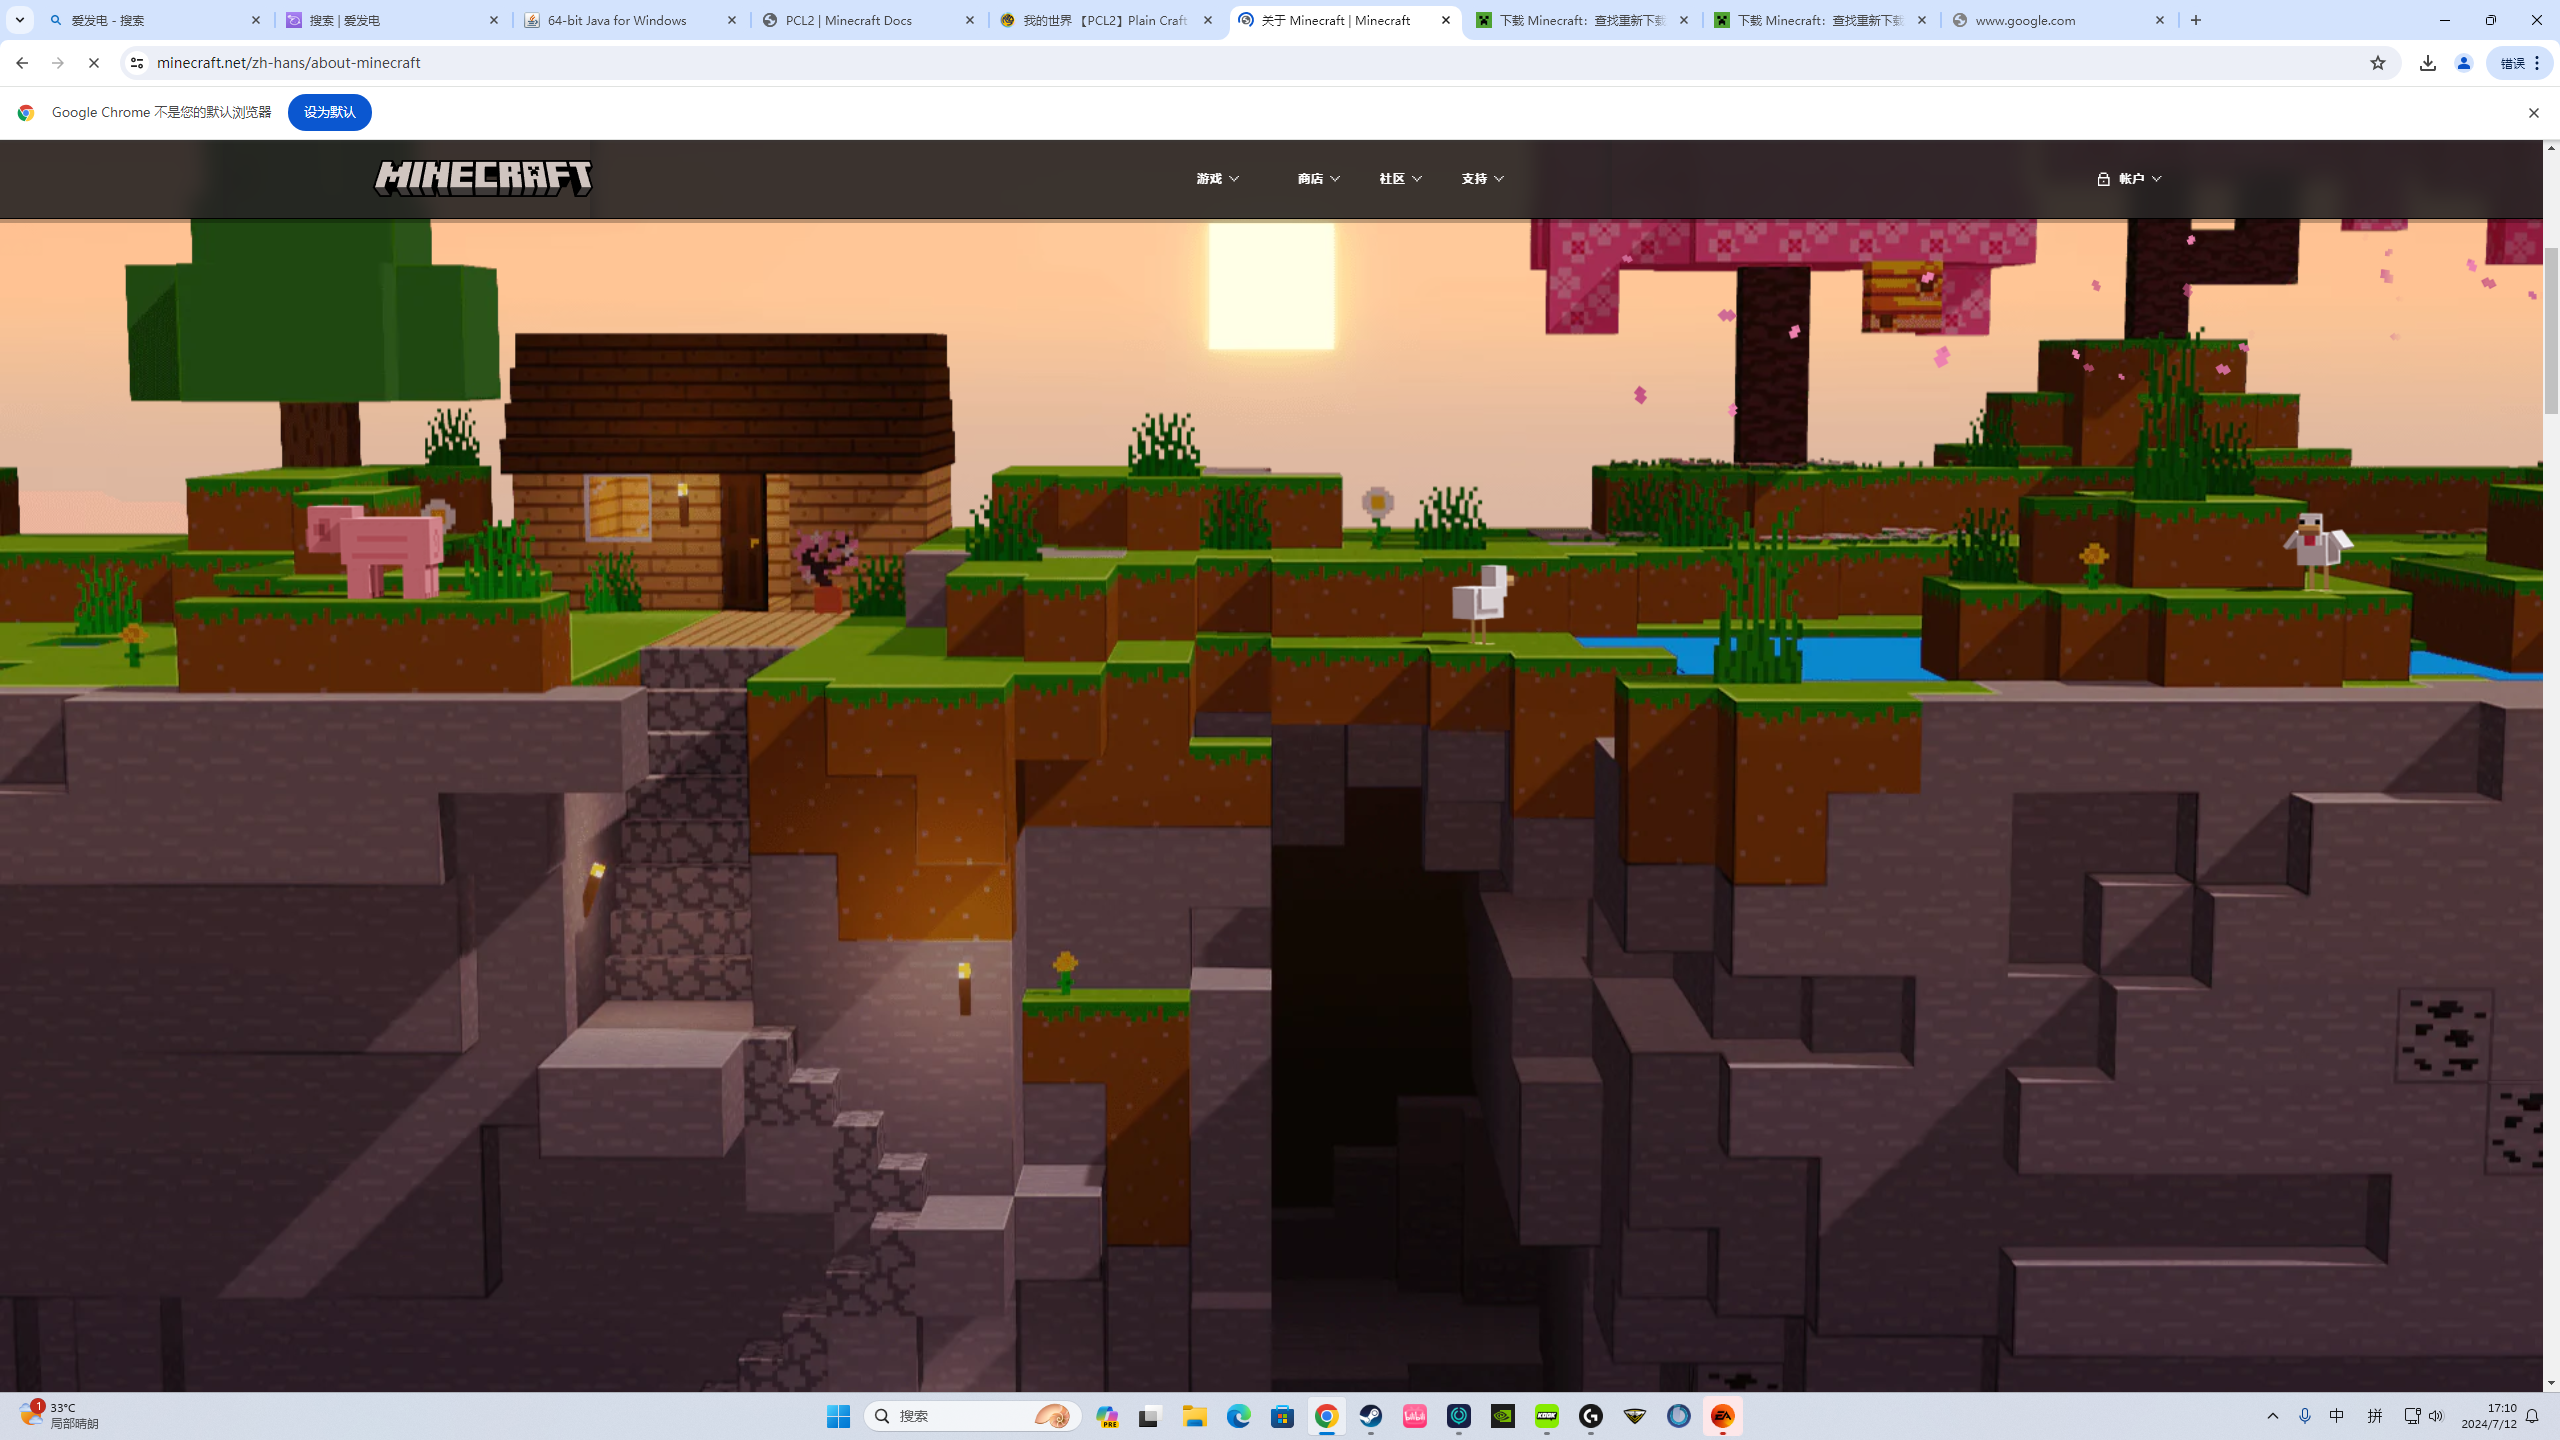 爱发电 - 搜索
搜索 | 爱发电
64-bit Java for Windows
PCL2 | Minecraft Docs
我的世界 【PCL2】Plain Craft
关于 Minecraft | Minecraft
下载 Minecraft：查找重新下载
下载 Minecraft：查找重新下载
www.google.com
minecraft.net/zh-hans/about-minecraft
错误
Google Chrome 不是您的默认浏览器
设为默认
MINECRAFT
游戏
商店
社区
支持
帐户
1
33°C
局部晴朗
搜索
PRE
KOOK
EA
中
拼
17:10
2024/7/12